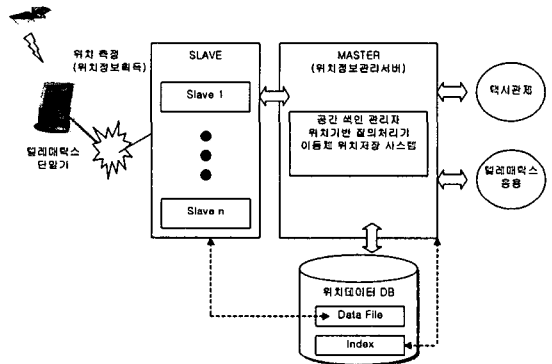 위치 측정
(위치정보획득)
텔레매틱스
단말기
SLAVE
Slave 1
Slave n
MASTER
(위치정보관리서버)
공간 색인 관리자
위치기반 질의처리기
이동체 위치저장 시스템
택시관제
텔레매틱스
응용
위치데이터 DB
Data File
Index